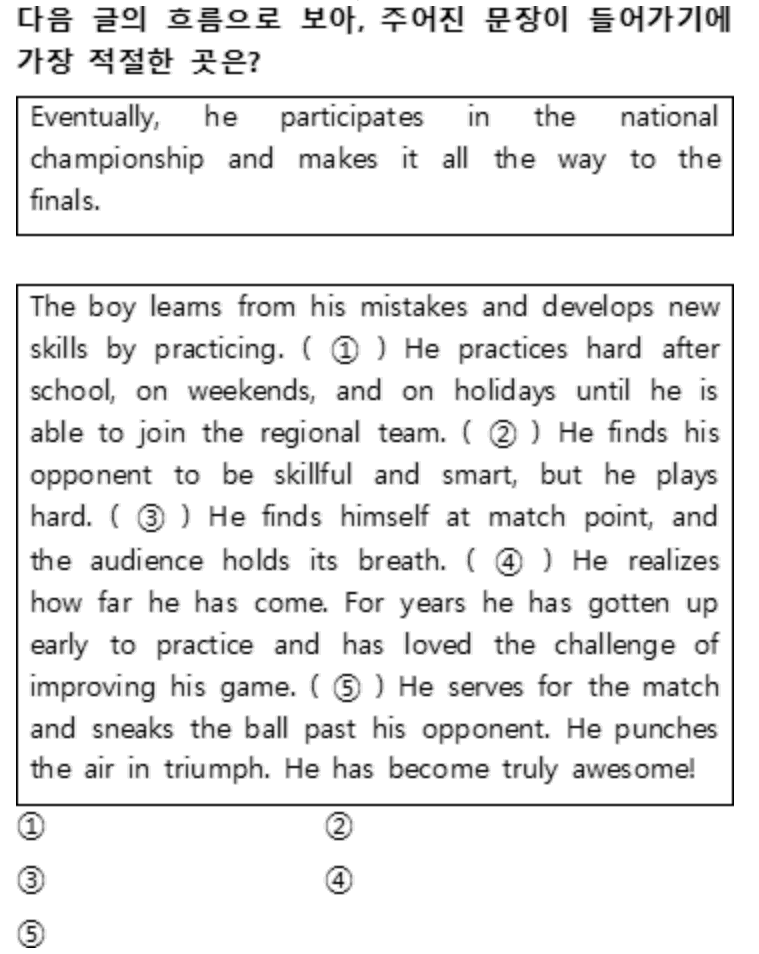 다음 글의 흐름으로 보아, 주어진 문장이 들어가기에
가장 적절한 곳은?
Eventually, he participates in the national
championship and makes it all the way to the
finals.
The boy learns from his mistakes and develops new
skills by practicing. ( ① ) He practices hard after
school, on weekends, and on holidays until he is
able to join the regional team. ( ② ) He finds his
opponent to be skillful and smart, but he plays
hard. ( ③ ) He finds himself at match point, and
the audience holds its breath. ( ④ ) He realizes
how far he has come. For years he has gotten up
early to practice and has loved the challenge of
improving his game. ( ⑤ ) He serves for the match
and sneaks the ball past his opponent. He punches
the air in triumph. He has become truly awesome!
① ②
③ ④
⑤